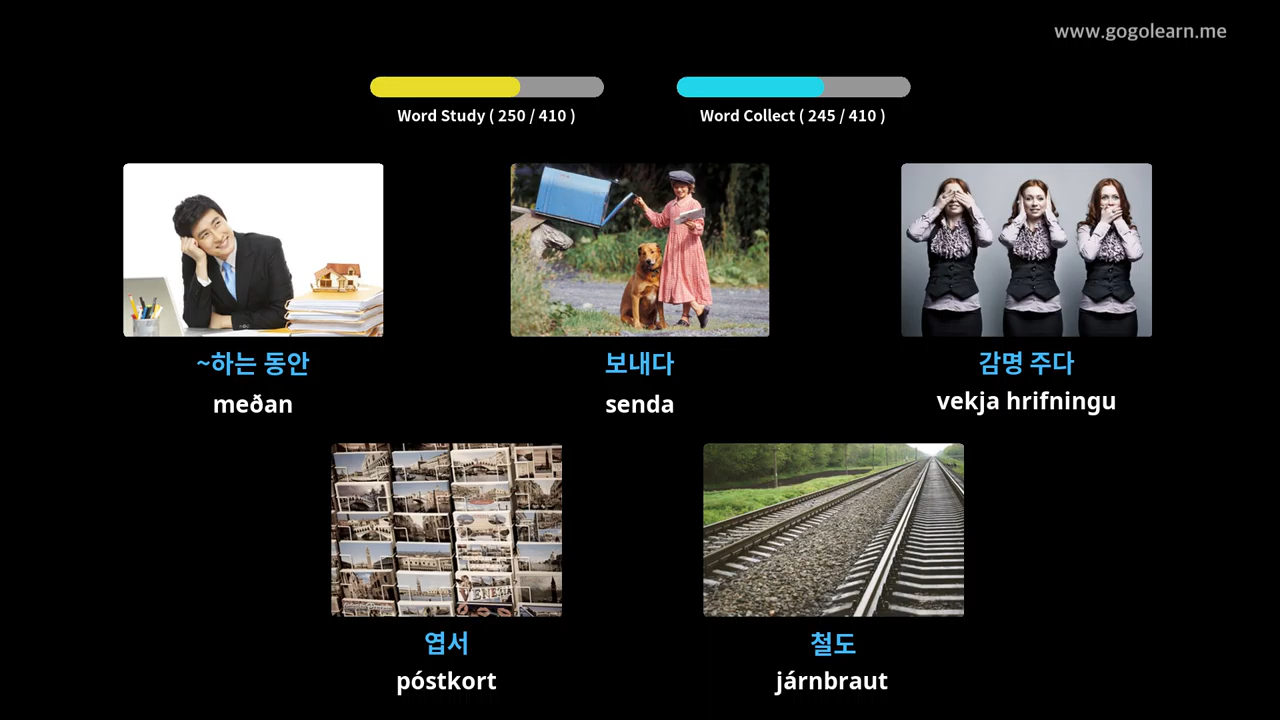 www.gogolearn.me
Word Study ( 250 / 410 )
Word Collect ( 245 / 410 )
~하는 동안
meðan
보내다
senda
감명 주다
vekja hrifningu
엽서
póstkort
철도
járnbraut